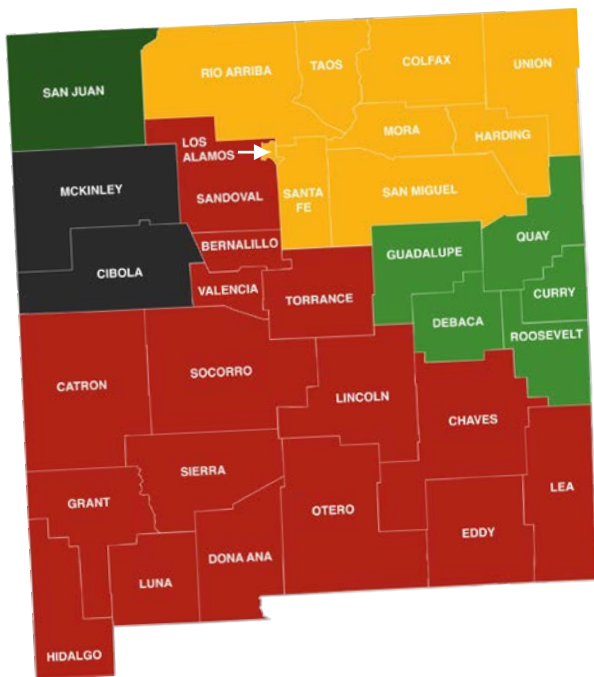 RIO ARRIBA
TAOS
COLFAX
UNION
SAN JUAN
MORA
HARDING
LOS
ALAMOS
MCKINLEY
SANDOVAL
SANTA
FE
SAN MIGUEL
BERNALILLO
GUADALUPE
QUAY
CIBOLA
VALENCIA
TORRANCE
CURRY
DEBACA
ROOSEVELT
CATRON
SOCORRO
LINCOLN
CHAVES
SIERRA
GRANT
OTERO
LEA
EDDY
DONA ANA
LUNA
HIDALGO